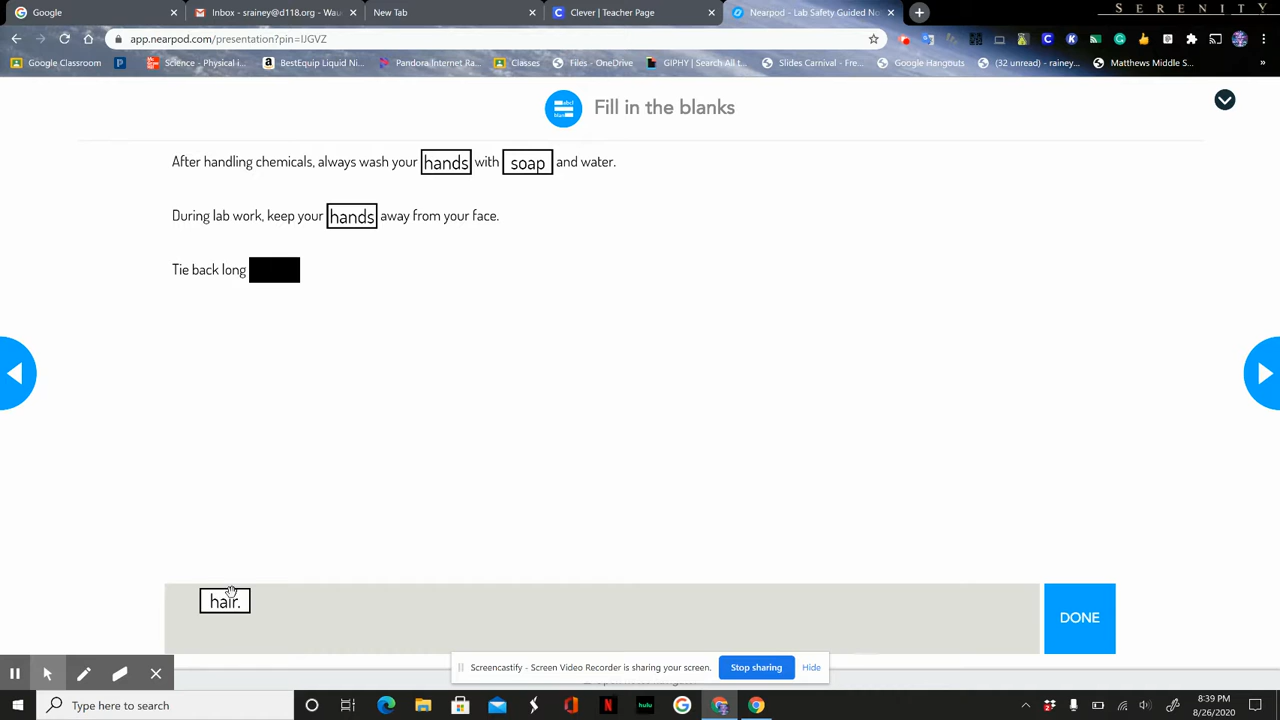 SERENITY
Google
Inbox - srainey@d118.org - Wau
New Tab
Clever | Teacher Page
Nearpod - Lab Safety Guided No
app.nearpod.com/presentation?pin=IJGVZ
Google Classroom
Science - Physical i...
BestEquip Liquid Ni...
Pandora Internet Ra...
Classes
Files - OneDrive
GIPHY | Search All t...
Slides Carnival - Fre...
Google Hangouts
(32 unread) - rainey...
Matthews Middle S...
»
Fill in the blanks
After handling chemicals, always wash your hands with soap and water.
During lab work, keep your hands away from your face.
Tie back long
hair.
DONE
Screencastify - Screen Video Recorder is sharing your screen.
Stop sharing
Hide
Type here to search
hulu
8:39 PM
8/26/2020